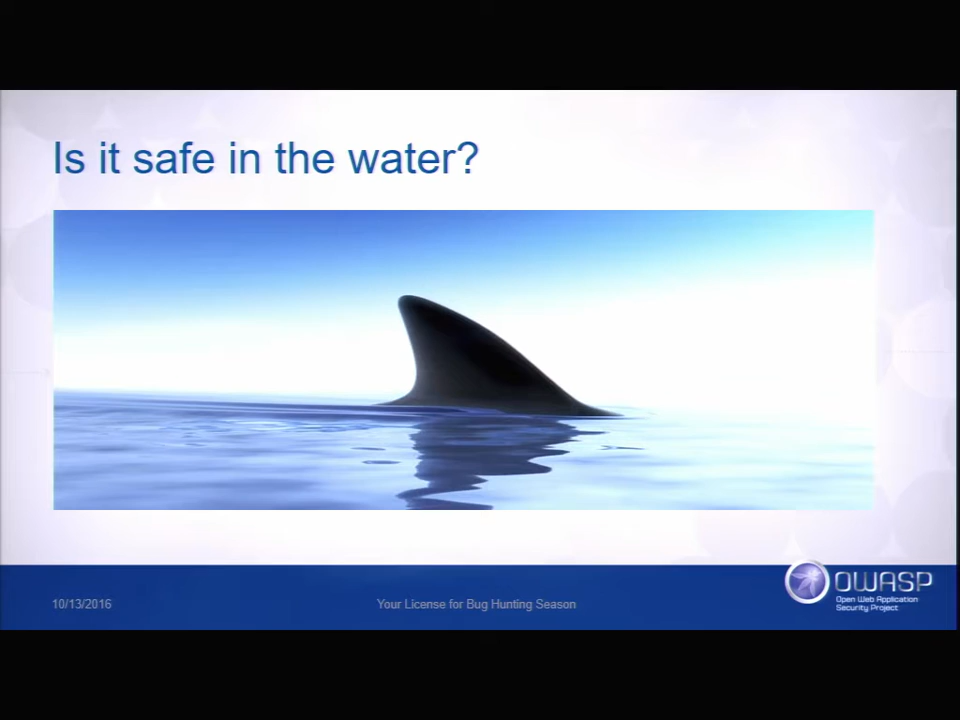 Is it safe in the water?
10/13/2016
Your License for Bug Hunting Season
OWASP
Open Web Application
Security Project